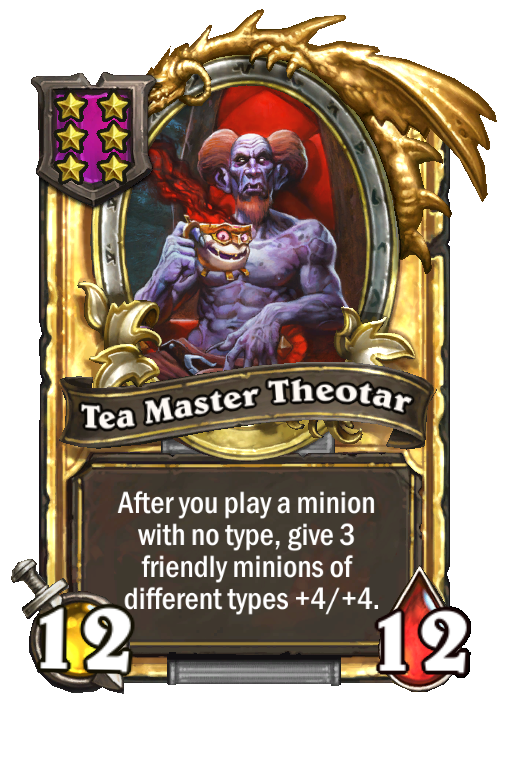 Tea Master Theotar
After you play a minion
with no type, give 3
friendly minions of
different types +4/+4.
12
12